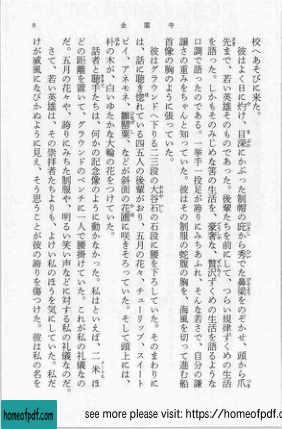 9 金閣寺
校へあそびに来た。
彼はよく日に灼け、目深にかぶった制帽の庇から秀でた鼻梁をのぞかせ、頭から爪
先まで、若い英雄そのものであった。後輩たちを前にして、つらい規律ずくめの生活
を語った。しかもそのみじめな筈の生活を、豪奢な、贅沢ずくめの生活を語るような
口調で語ったのである。一挙手一投足が誇りにみちあふれ、そんな若さで、自分の謙
譲さの重みをちゃんと知っていた。彼はその制服の蛇腹の胸を、海風を切って進む船
首像の胸のように張っていた。
彼はグラウンドへ下りる二三段の大谷石の石段に腰を下ろしていた。そのまわりに
は、話に聴き惚れている四五人の後輩がおり、五月の花々、チューリップ、スイート
ピイ、アネモネ、雛罌粟、などが斜面の花圃に咲きそろっていた。そして頭上には、
朴の木が、白いゆたかな大輪の花をつけていた。
話者と聴手たちは、何かの記念像のように動かなかった。私はといえば、二米ほ
どの距離を置いて、グラウンドのベンチに一人で腰掛けていた。これが私の礼儀なの
だ。五月の花々や、誇りにみちた制服や、明るい笑い声などに対する私の礼儀なのだ。
さて、若い英雄は、その崇拝者たちよりも、よけい私のほうを気にしていた。私だ
けが威風になびかぬように見え、そう思うことが彼の誇りを傷つけた。彼は私の名を
homeofpdf.com
see more please visit: https://homeofpdf.com